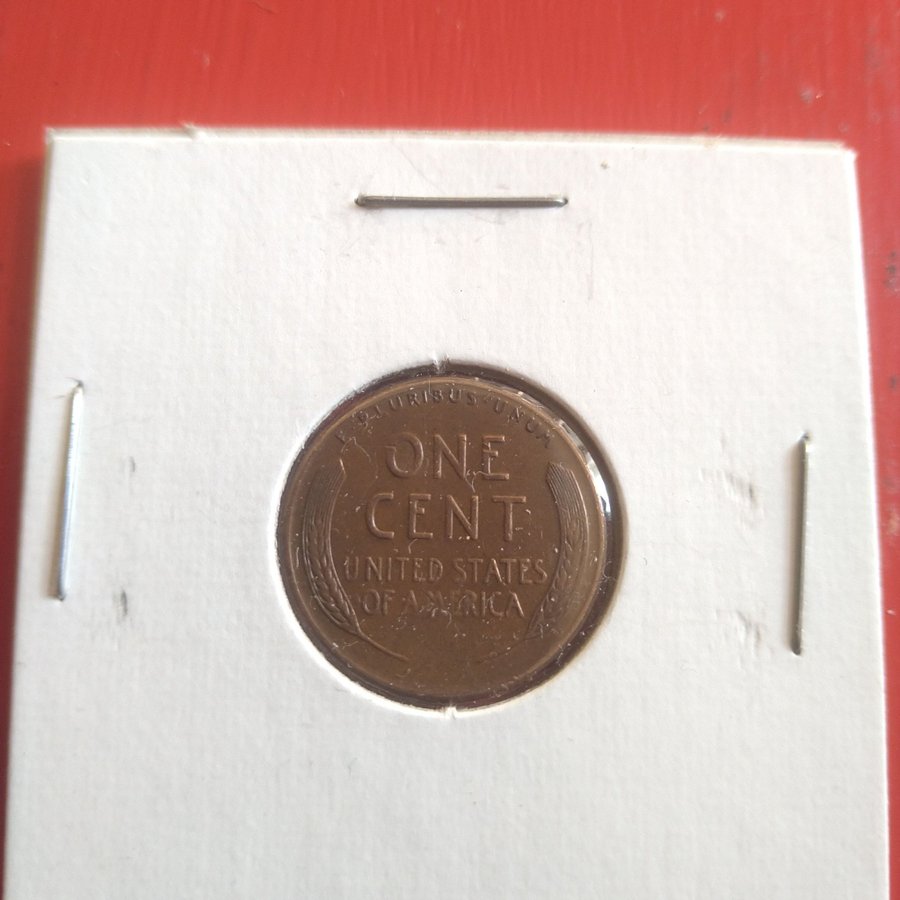 E·PLURIBUS·UNUM
ONE
CENT
UNITED STATES
OF AMERICA